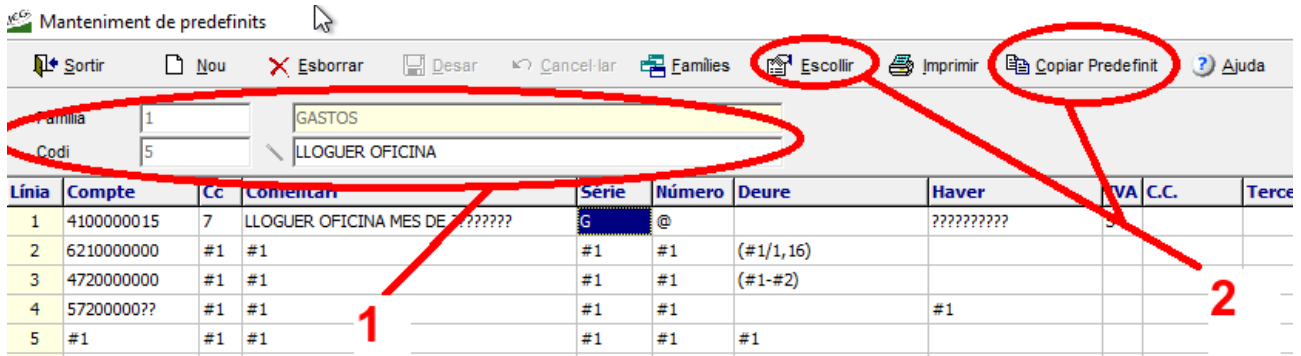 Manteniment de predefinits
Sortir Nou Esborrar Desar Cancel·lar Famílies Escollir Imprimir Copiar Predefinit Ajuda
Família 1 GASTOS
Codi 5 LLOGUER OFICINA
Línia Compte Cc Comentari Série Número Deure Haver IVA C.C. Terce
1 4100000015 7 LLOGUER OFICINA MES DE ???????? G @ ??????????
2 6210000000 #1 #1 #1 #1 (#1/1,16)
3 4720000000 #1 #1 #1 #1 (#1-#2)
4 57200000?? #1 #1 #1 #1 #1
5 #1 #1 #1 #1 #1 #1
1
2